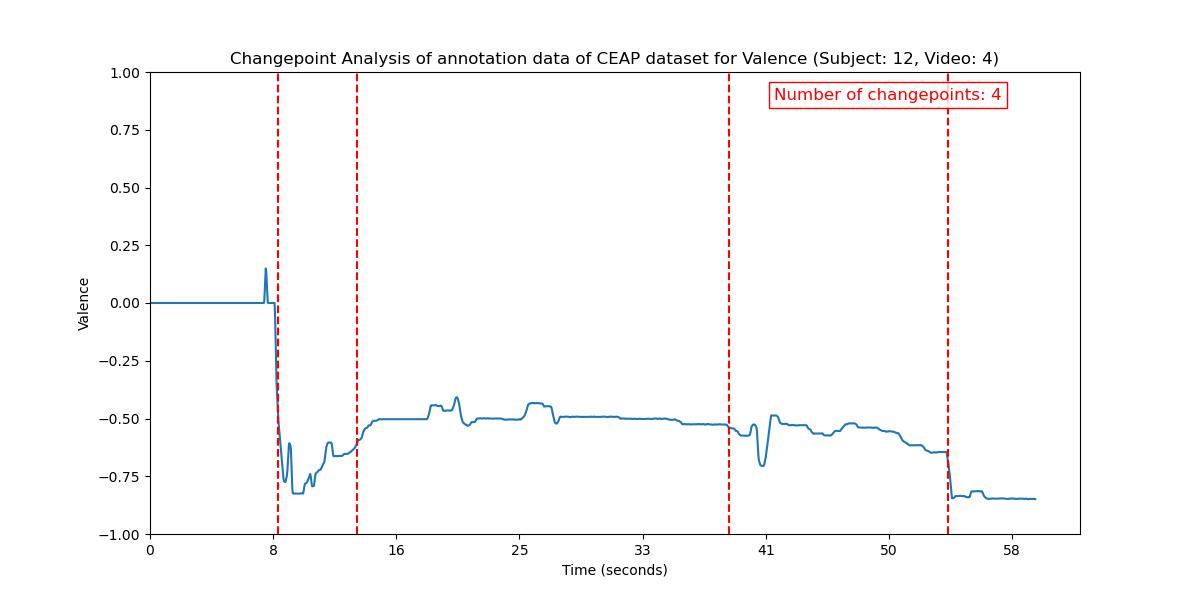 Changepoint Analysis of annotation data of CEAP dataset for Valence (Subject: 12, Video: 4)
Number of changepoints: 4
Valence
1.00
0.75
0.50
0.25
0.00
−0.25
−0.50
−0.75
−1.00
0 8 16 25 33 41 50 58
Time (seconds)